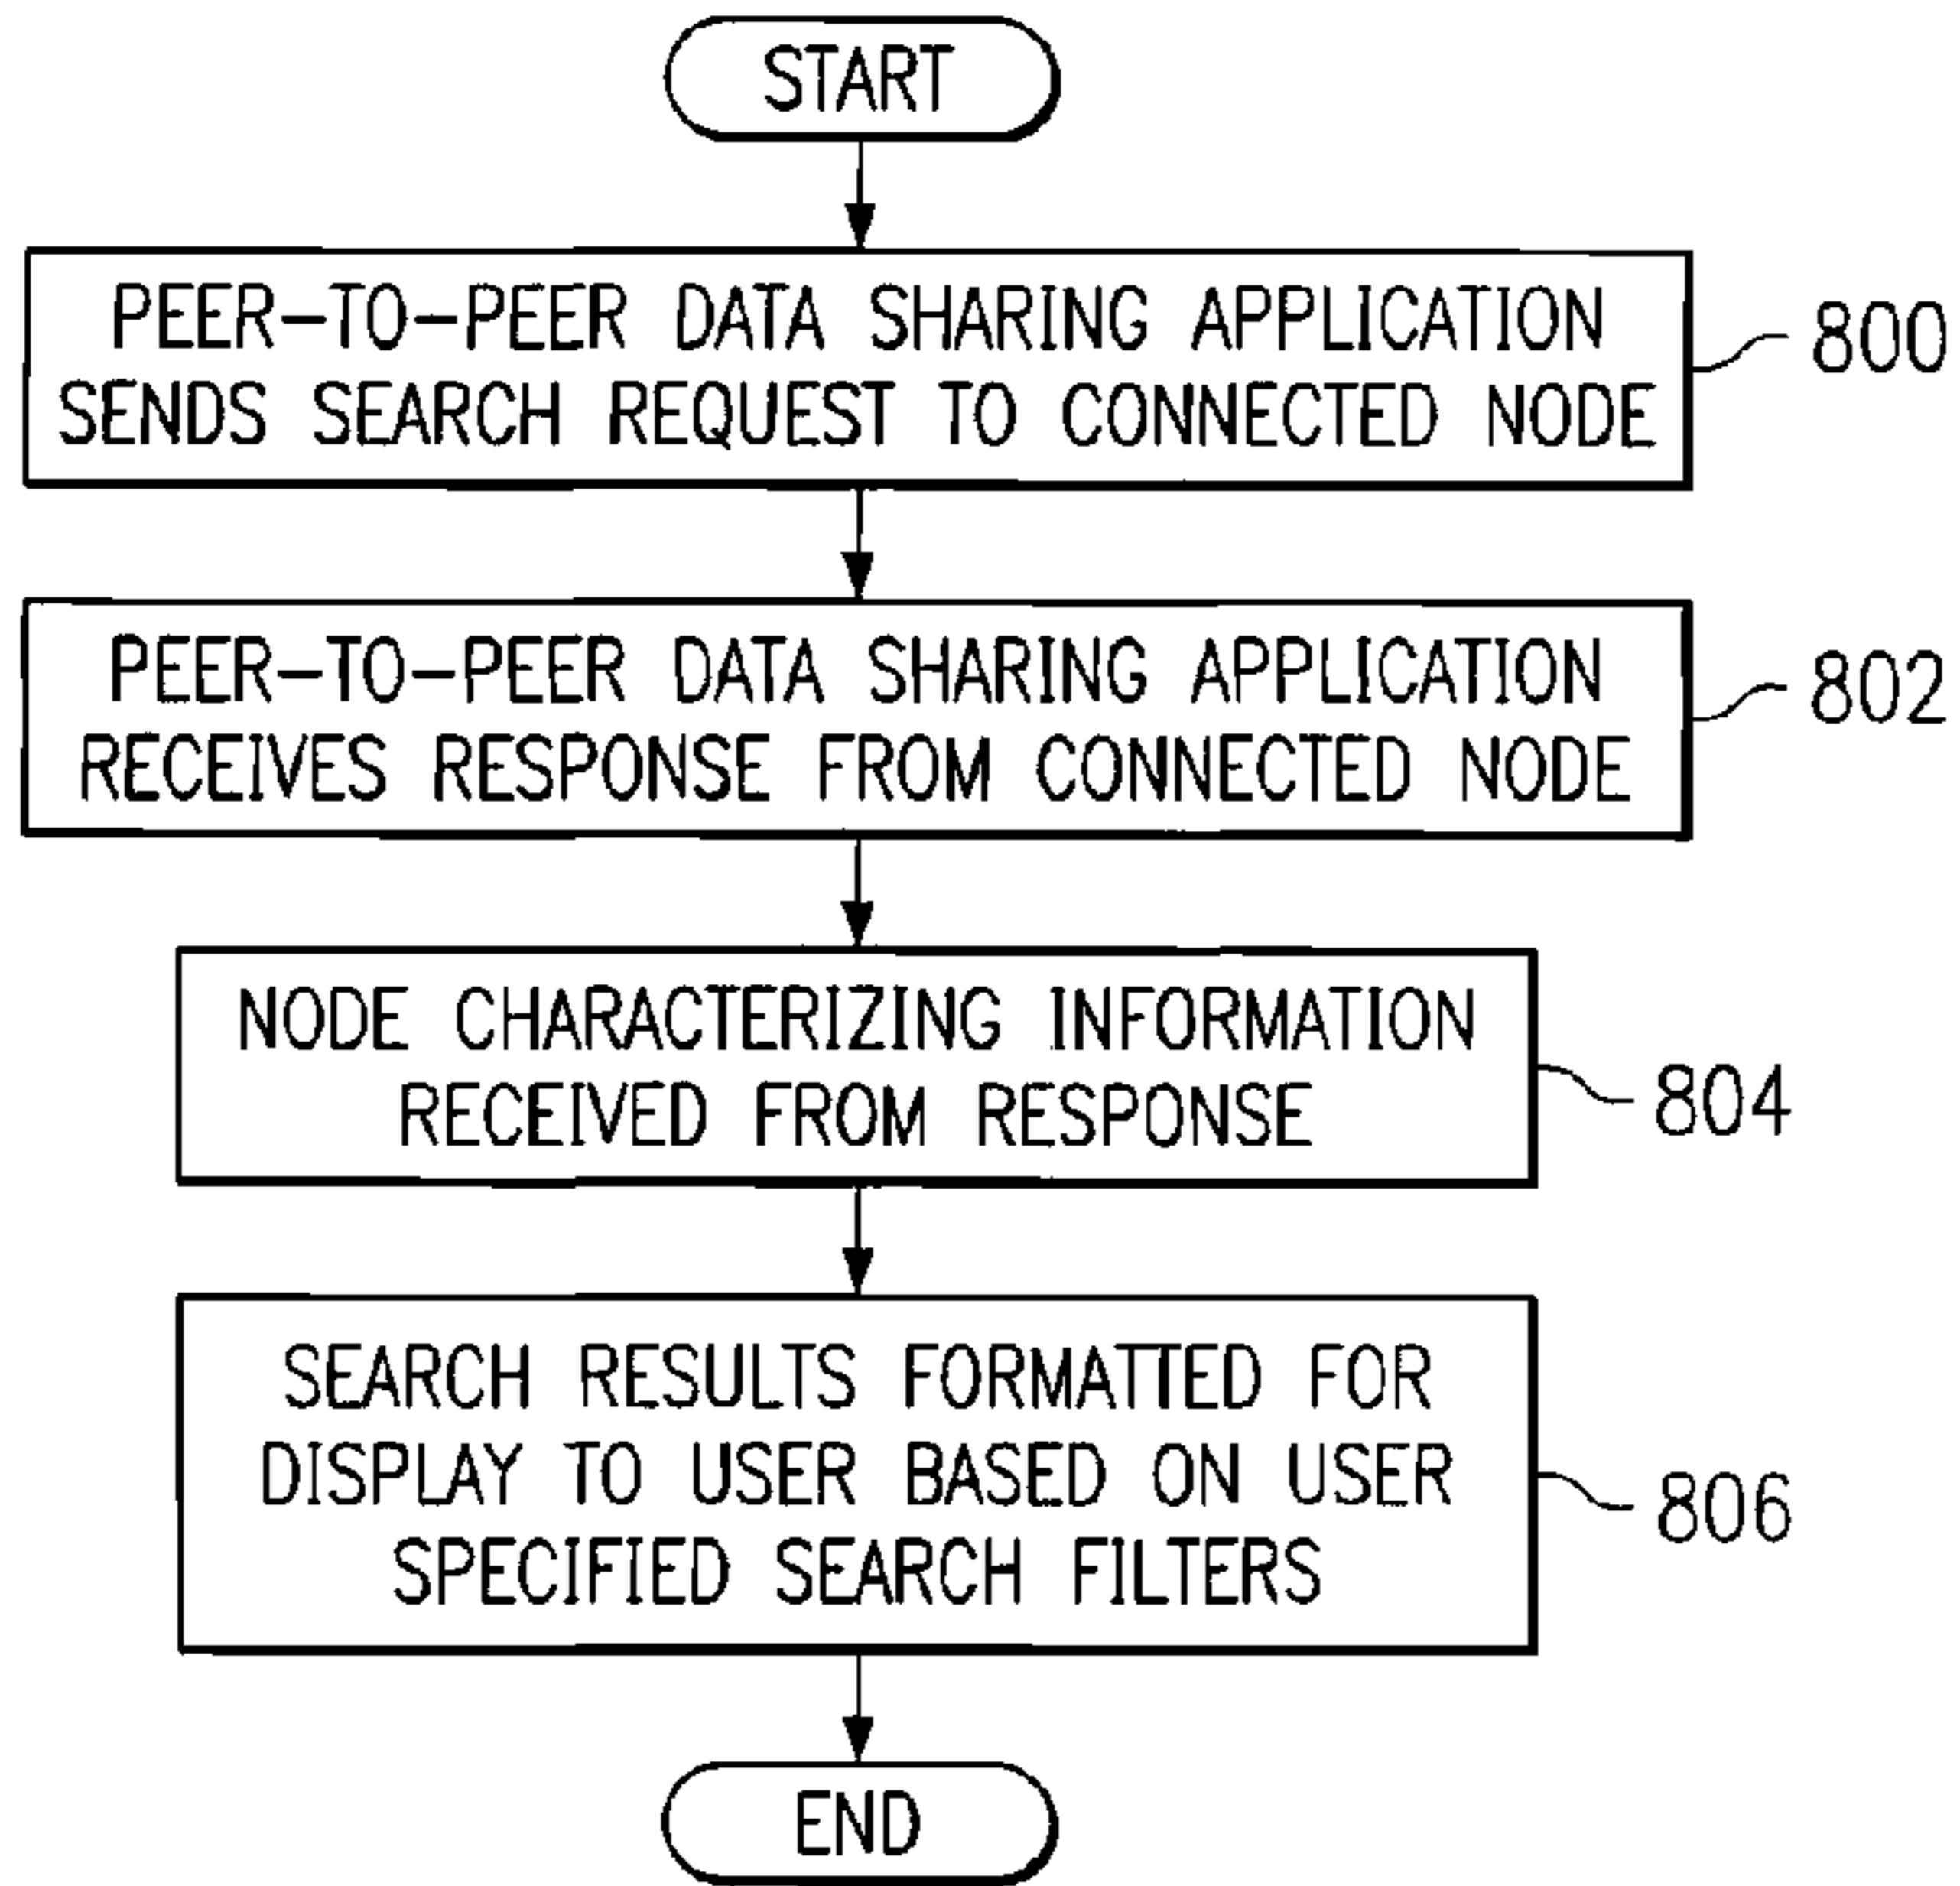 START
PEER-TO-PEER DATA SHARING APPLICATION
SENDS SEARCH REQUEST TO CONNECTED NODE
800
PEER-TO-PEER DATA SHARING APPLICATION
RECEIVES RESPONSE FROM CONNECTED NODE
802
NODE CHARACTERIZING INFORMATION
RECEIVED FROM RESPONSE
804
SEARCH RESULTS FORMATTED FOR
DISPLAY TO USER BASED ON USER
SPECIFIED SEARCH FILTERS
806
END